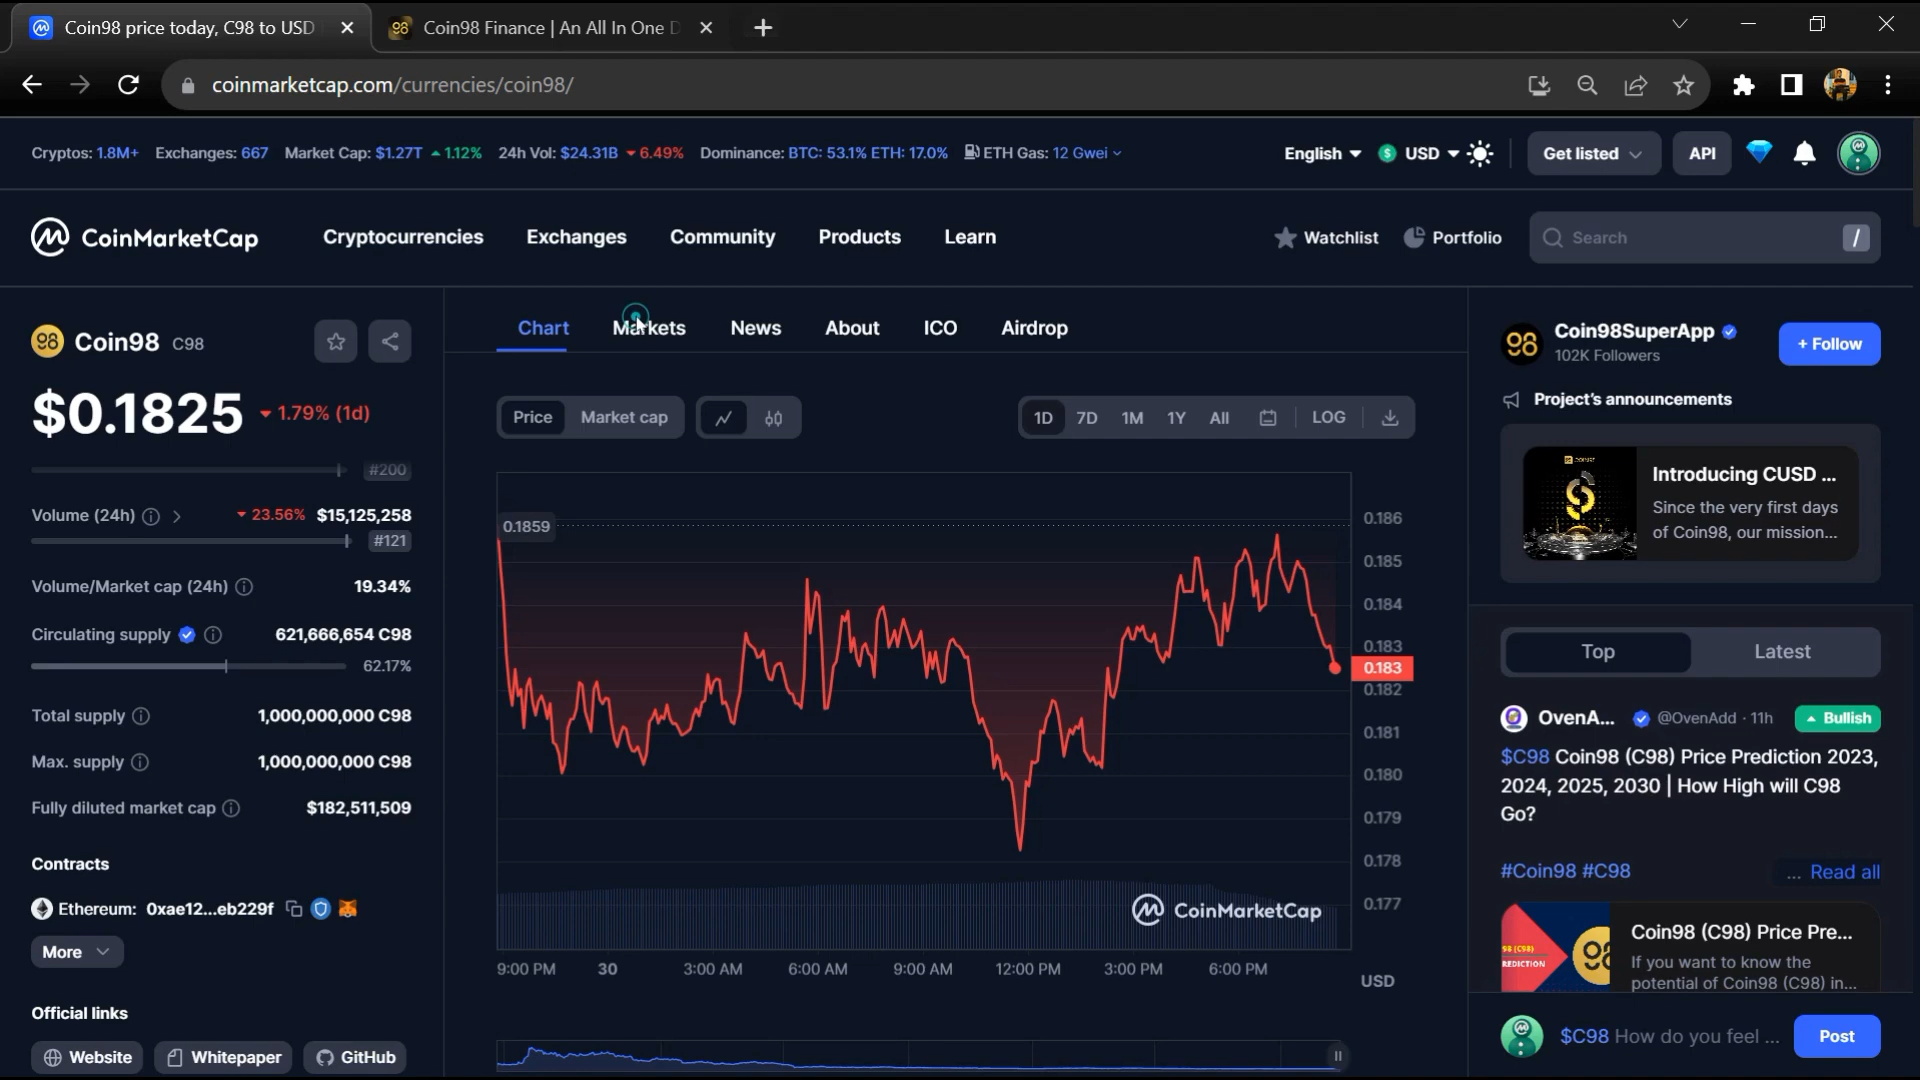 Coin98 price today, C98 to USD
Coin98 Finance | An All In One D
coinmarketcap.com/currencies/coin98/
Cryptos: 1.8M+ Exchanges: 667 Market Cap: $1.27T 1.12% 24h Vol: $24.31B 6.49% Dominance: BTC: 53.1% ETH: 17.0% ETH Gas: 12 Gwei
English USD Get listed API
CoinMarketCap Cryptocurrencies Exchanges Community Products Learn Watchlist Portfolio Search /
Chart Markets News About ICO Airdrop
98 Coin98 C98
$0.1825 1.79% (1d)
#200
Volume (24h) 23.56% $15,125,258
#121
Volume/Market cap (24h) 19.34%
Circulating supply 621,666,654 C98
62.17%
Total supply 1,000,000,000 C98
Max. supply 1,000,000,000 C98
Fully diluted market cap $182,511,509
Contracts
Ethereum: 0xae12...eb229f
More
Official links
Website Whitepaper GitHub
Price Market cap
1D 7D 1M 1Y All LOG
0.1859
0.186
0.185
0.184
0.183
0.183
0.182
0.181
0.180
0.179
0.178
0.177
CoinMarketCap
9:00 PM 30 3:00 AM 6:00 AM 9:00 AM 12:00 PM 3:00 PM 6:00 PM
USD
98 Coin98SuperApp
102K Followers
+ Follow
Project's announcements
Introducing CUSD ...
Since the very first days
of Coin98, our mission...
Top Latest
OvenA... @OvenAdd · 11h Bullish
$C98 Coin98 (C98) Price Prediction 2023,
2024, 2025, 2030 | How High will C98
Go?
#Coin98 #C98 ... Read all
Coin98 (C98) Price Pre...
If you want to know the
potential of Coin98 (C98) in...
$C98 How do you feel ...
Post